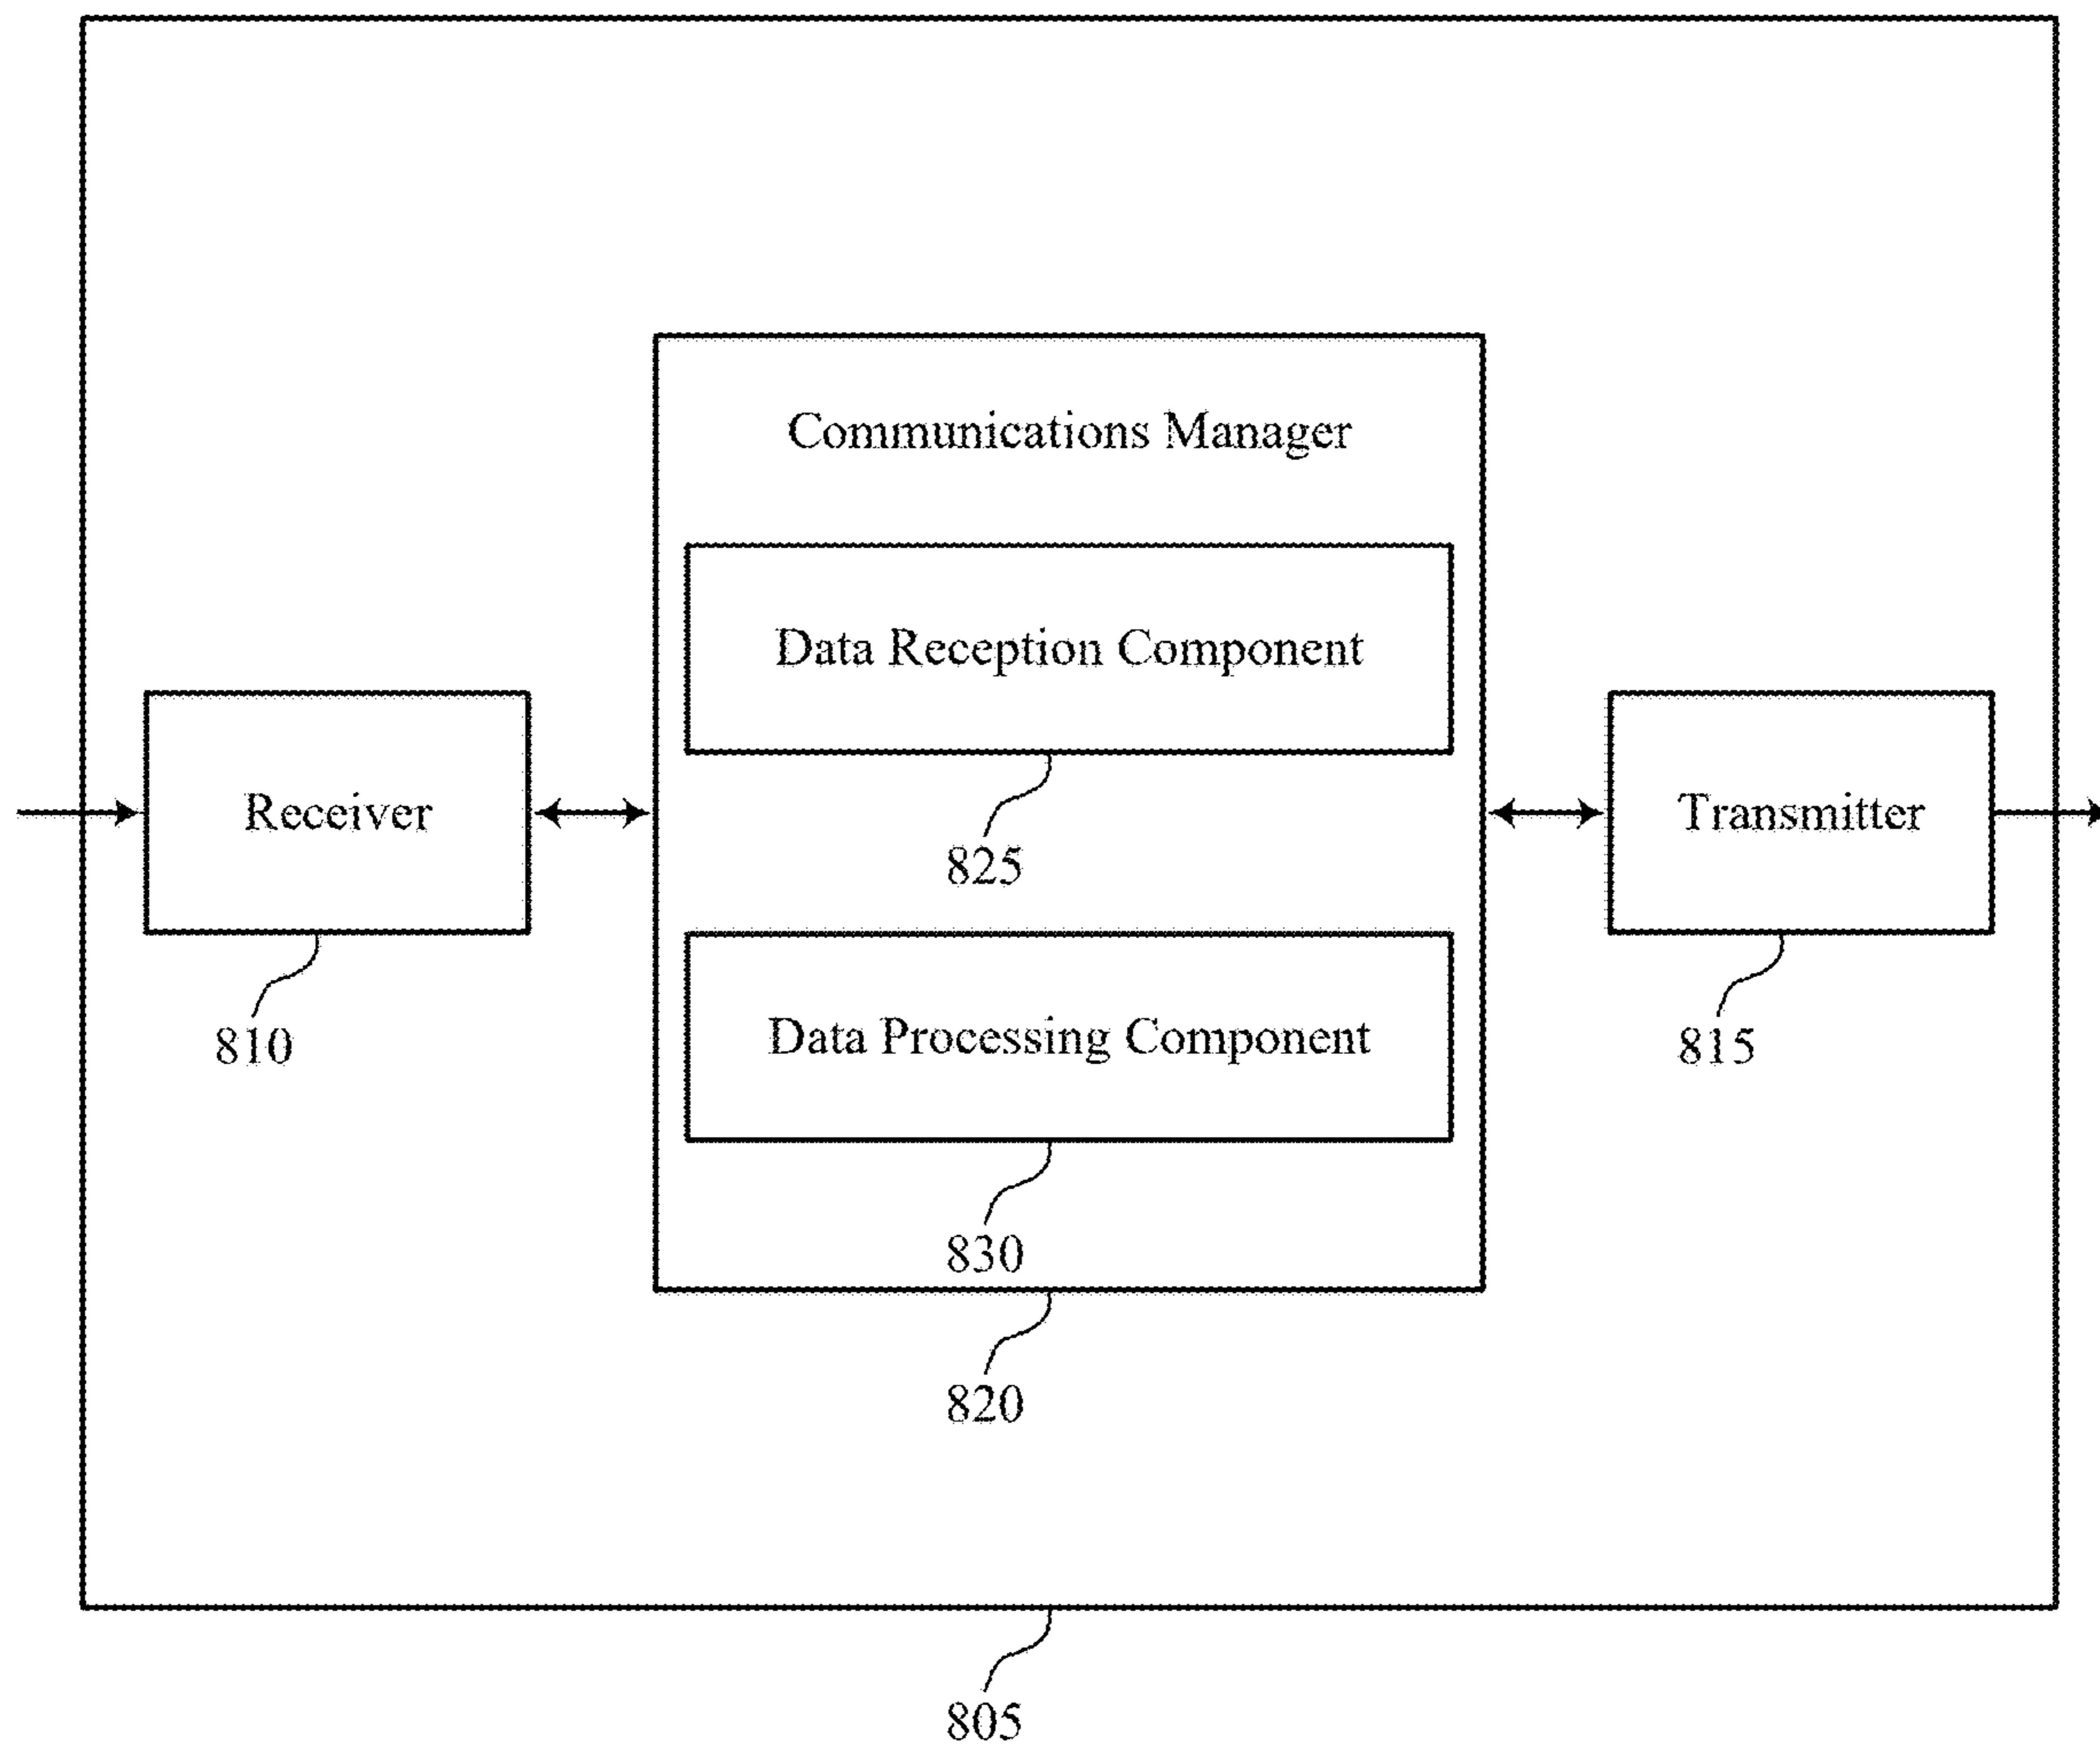 Communications Manager
Data Reception Component
825
Receiver
810
Transmitter
815
Data Processing Component
830
820
805